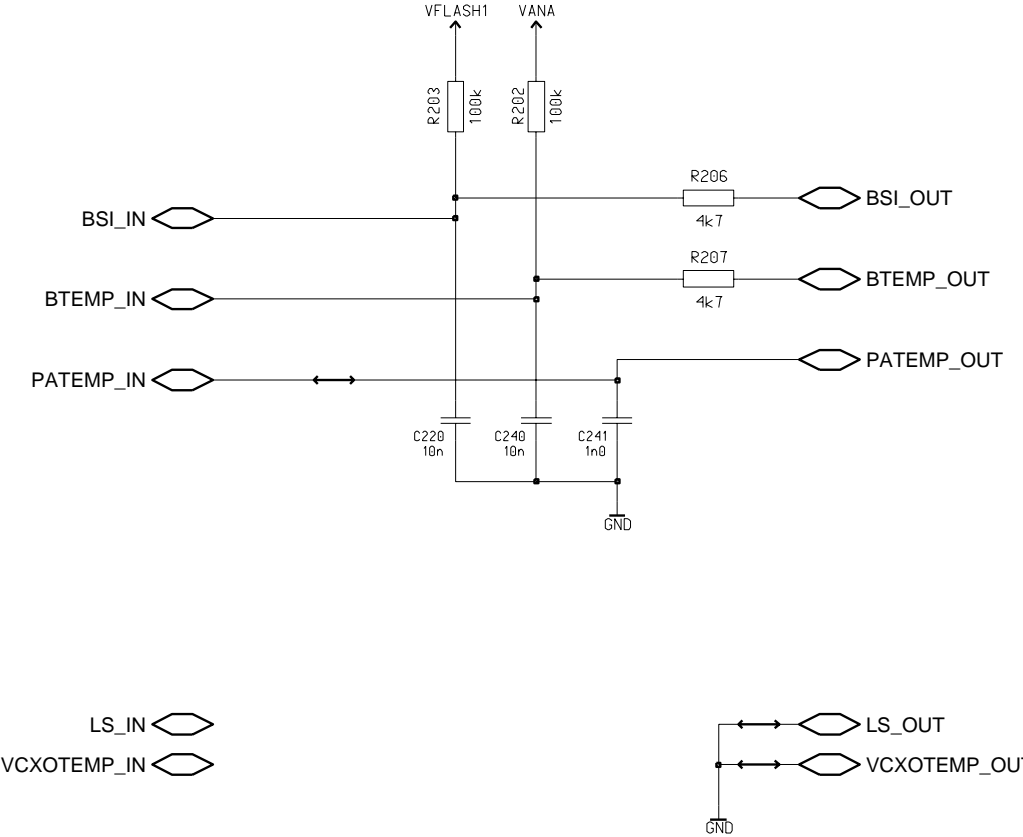 VFLASH1
VANA
R203
100k
R202
100k
R206
BSI_OUT
4k7
BSI_IN
R207
BTEMP_OUT
4k7
BTEMP_IN
PATEMP_OUT
PATEMP_IN
C220
10n
C240
10n
C241
1n0
GND
LS_IN
LS_OUT
VCXOTEMP_IN
VCXOTEMP_OUT
GND